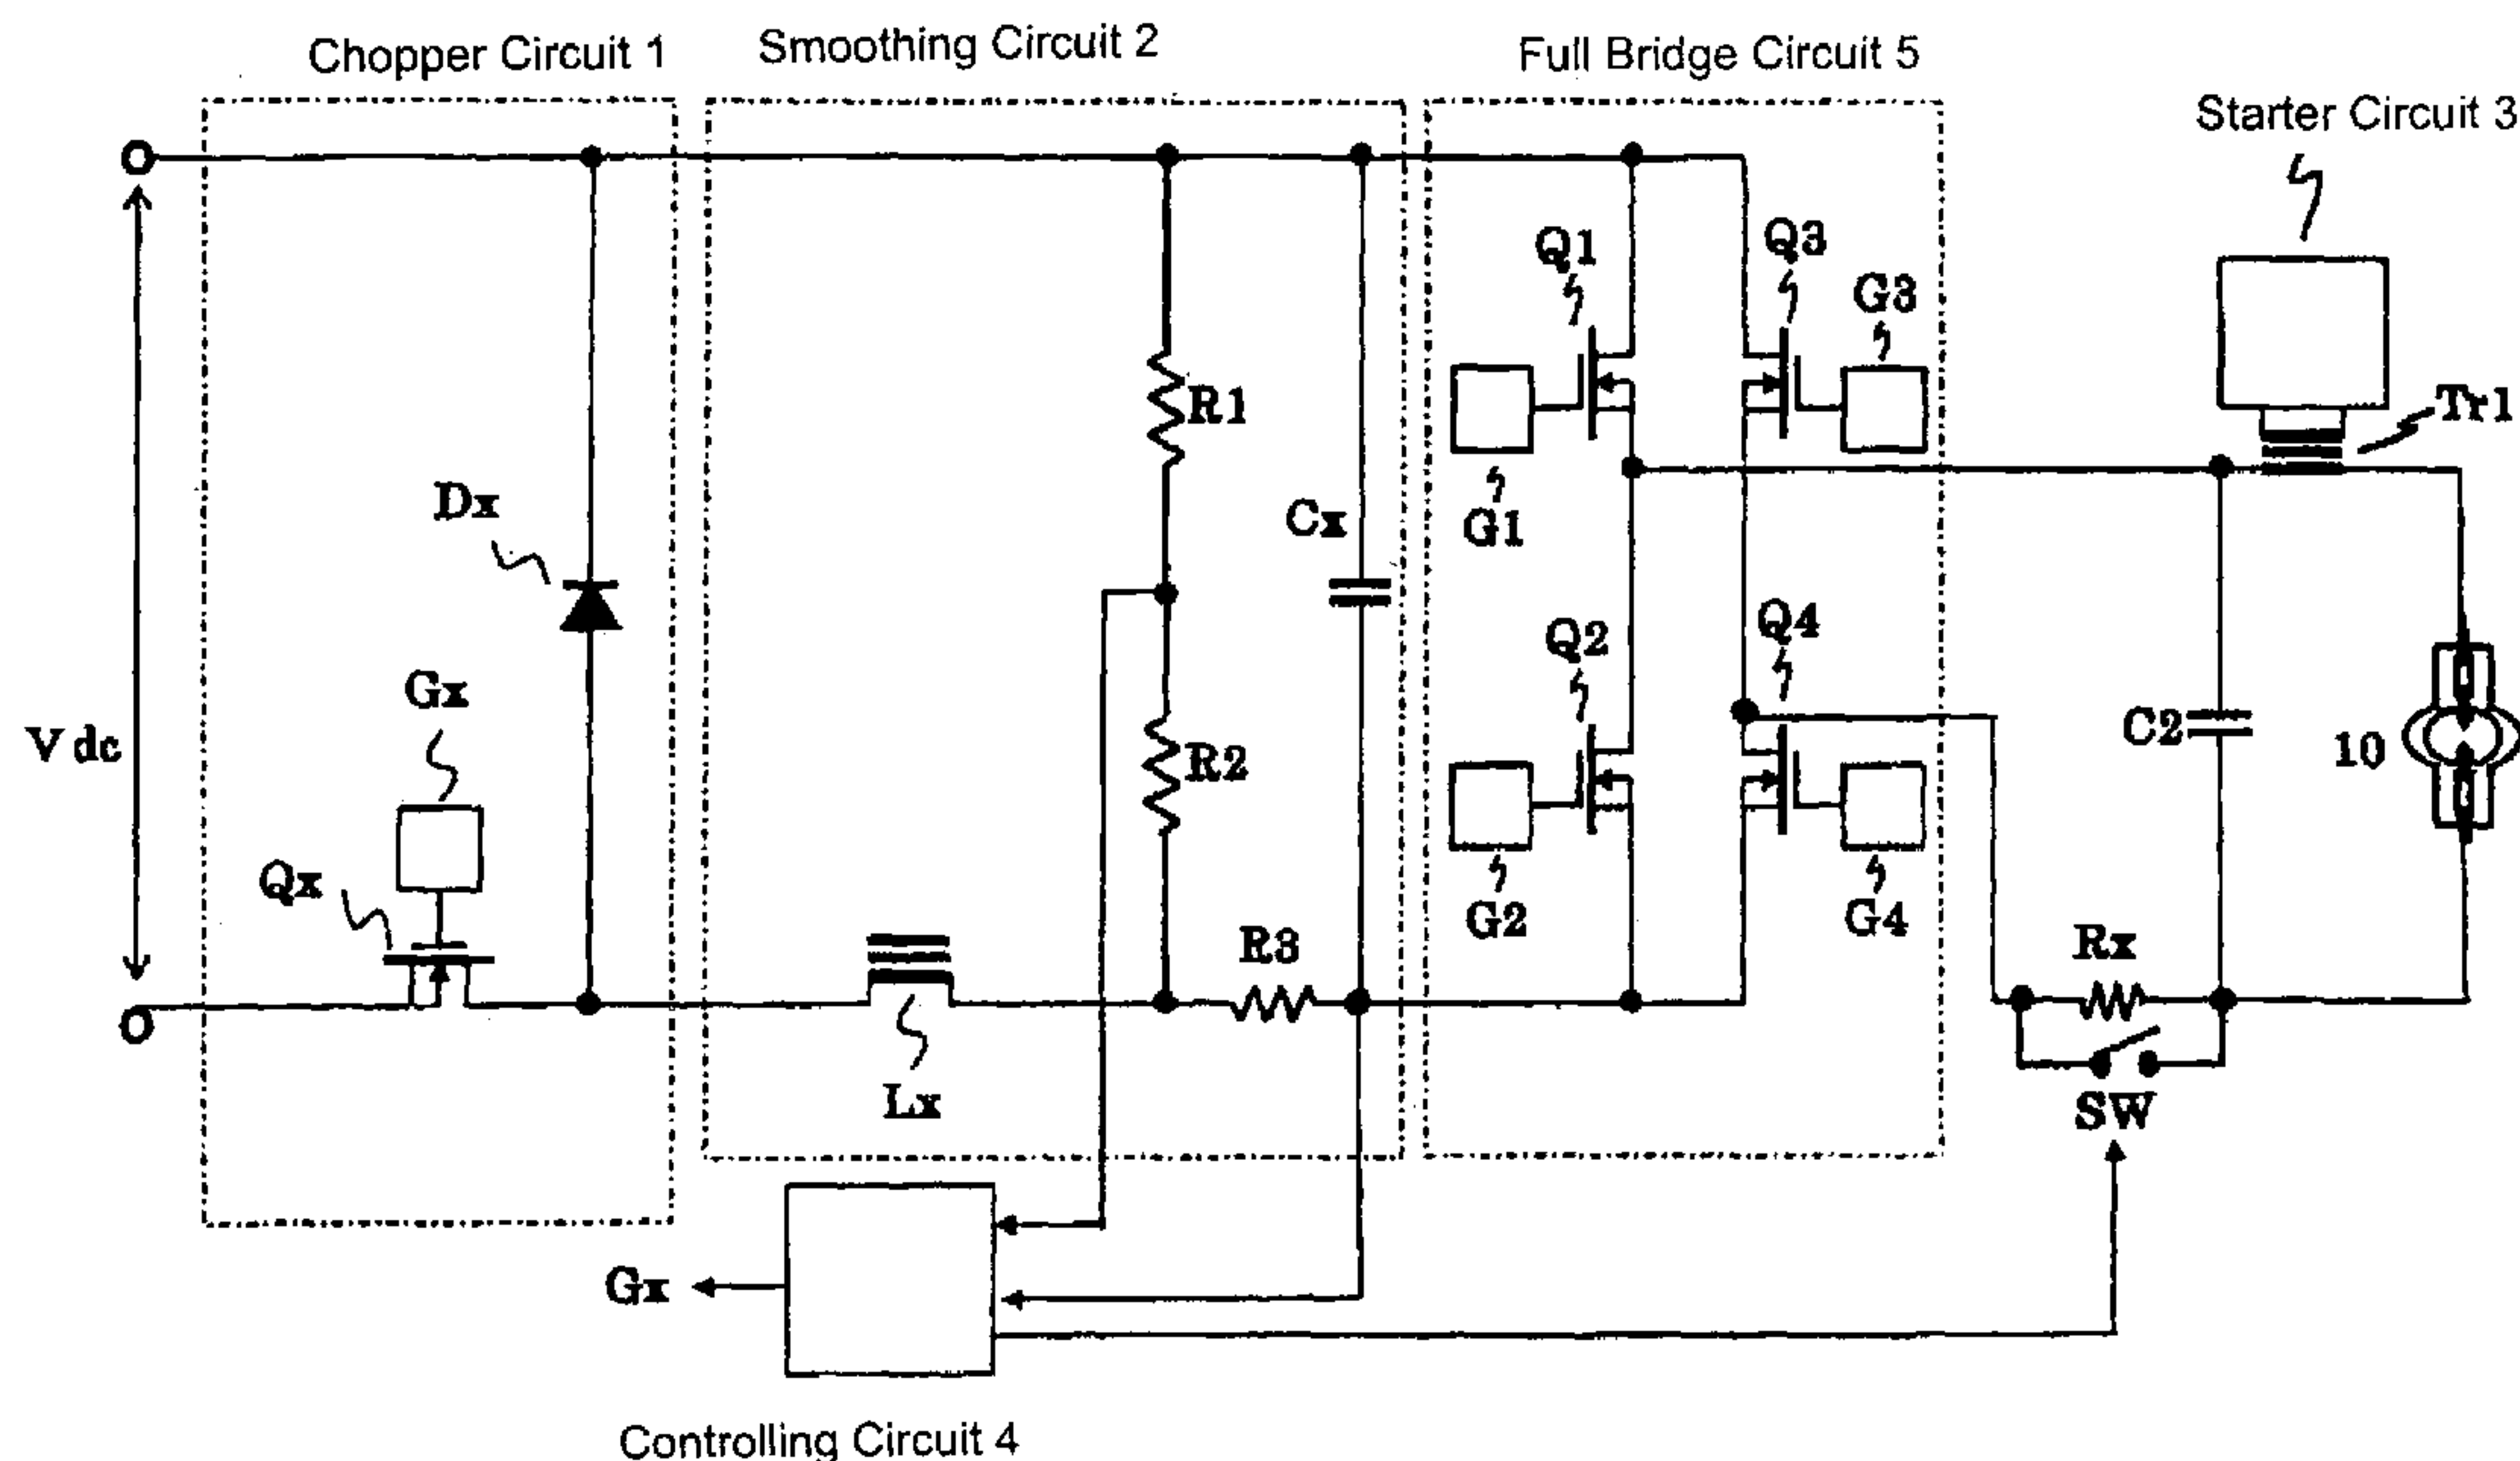 Chopper Circuit 1
Smoothing Circuit 2
Full Bridge Circuit 5
Starter Circuit 3
Q1
Q3
G3
Tr1
R1
Dx
Cx
G1
Q2
Q4
Gx
Vdc
R2
C2
10
Qx
G2
G4
R3
Rx
Lx
SW
Gx
Controlling Circuit 4